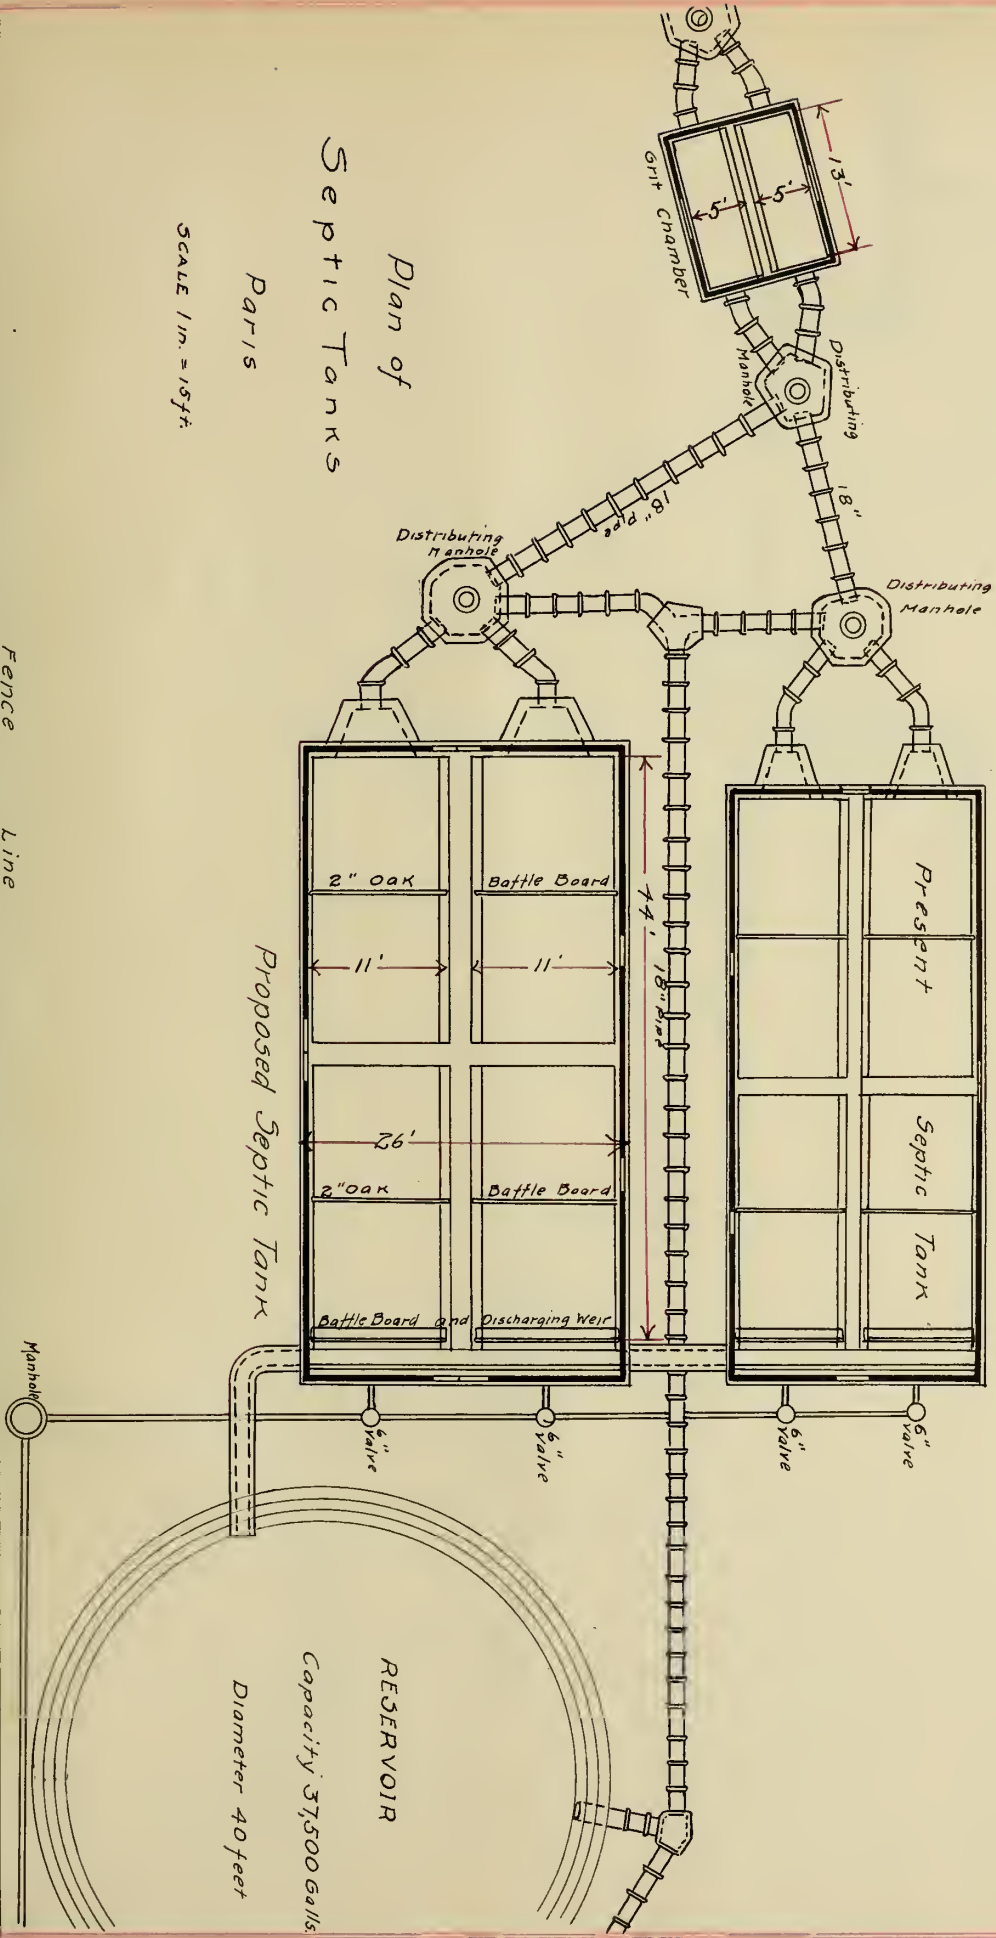 Plan of
Septic Tanks
Paris
SCALE 1 in. = 15 ft.
13'
5'
5'
Grit Chamber
Distributing
Manhole
18"
18" pipe
Distributing
Manhole
Distributing
Manhole
Present
Septic Tank
2" Oak
Baffle Board
11'
11'
44'
18" Pipe
26'
2" Oak
Baffle Board
Baffle Board and Discharging Weir
Proposed Septic Tank
6"
Valve
6"
Valve
6"
Valve
6"
Valve
Manhole
Fence Line
RESERVOIR
Capacity 37,500 Galls.
Diameter 40 feet